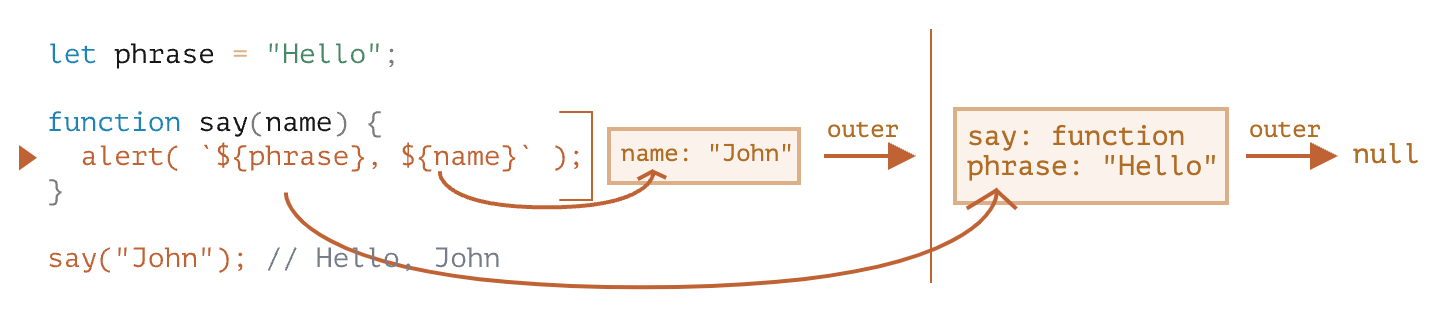 let phrase = "Hello";
function say(name) {
  alert( `${phrase}, ${name}` );
}
say("John"); // Hello, John
name: "John"
outer
say: function
phrase: "Hello"
outer
null